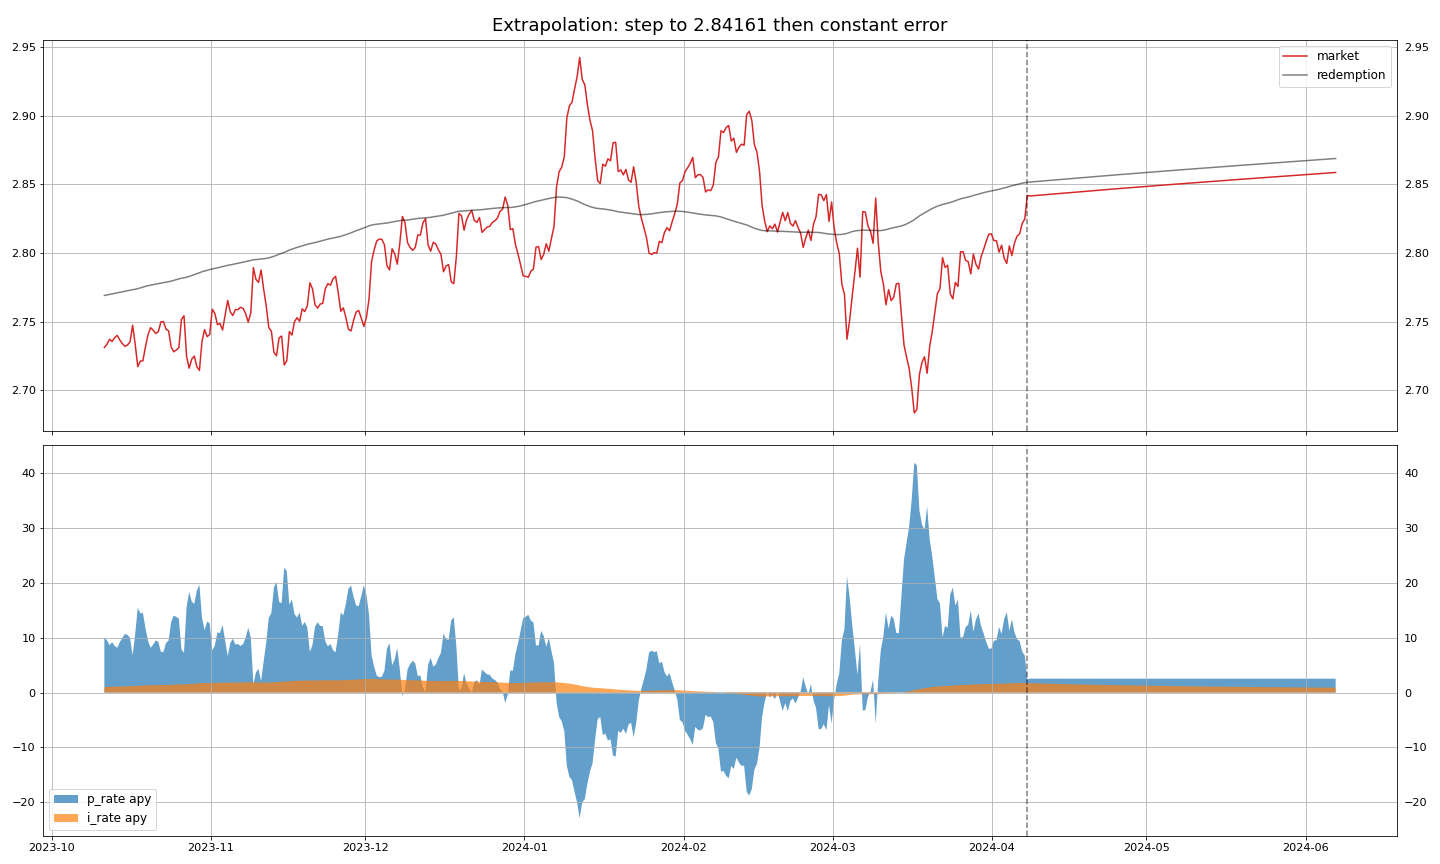 Extrapolation: step to 2.84161 then constant error
2.95 2.95
market
redemption
2.90 2.90
2.85 2.85
2.80 2.80
2.75 2.75
2.70 2.70
40 40
30 30
20 20
10 10
0 0
−10 −10
−20 −20
p_rate apy
i_rate apy
2023-10 2023-11 2023-12 2024-01 2024-02 2024-03 2024-04 2024-05 2024-06